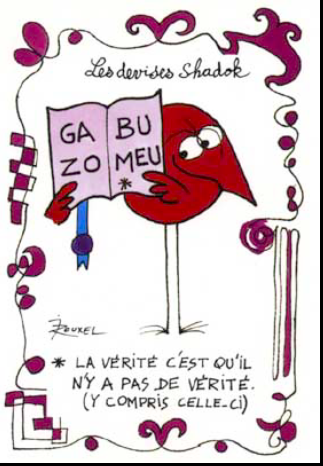 Les devises Shadok
GA BU
ZO MEU
*
ROUXEL
* LA VÉRITÉ C'EST QU'IL
N'Y A PAS DE VÉRITÉ.
(Y COMPRIS CELLE-CI)